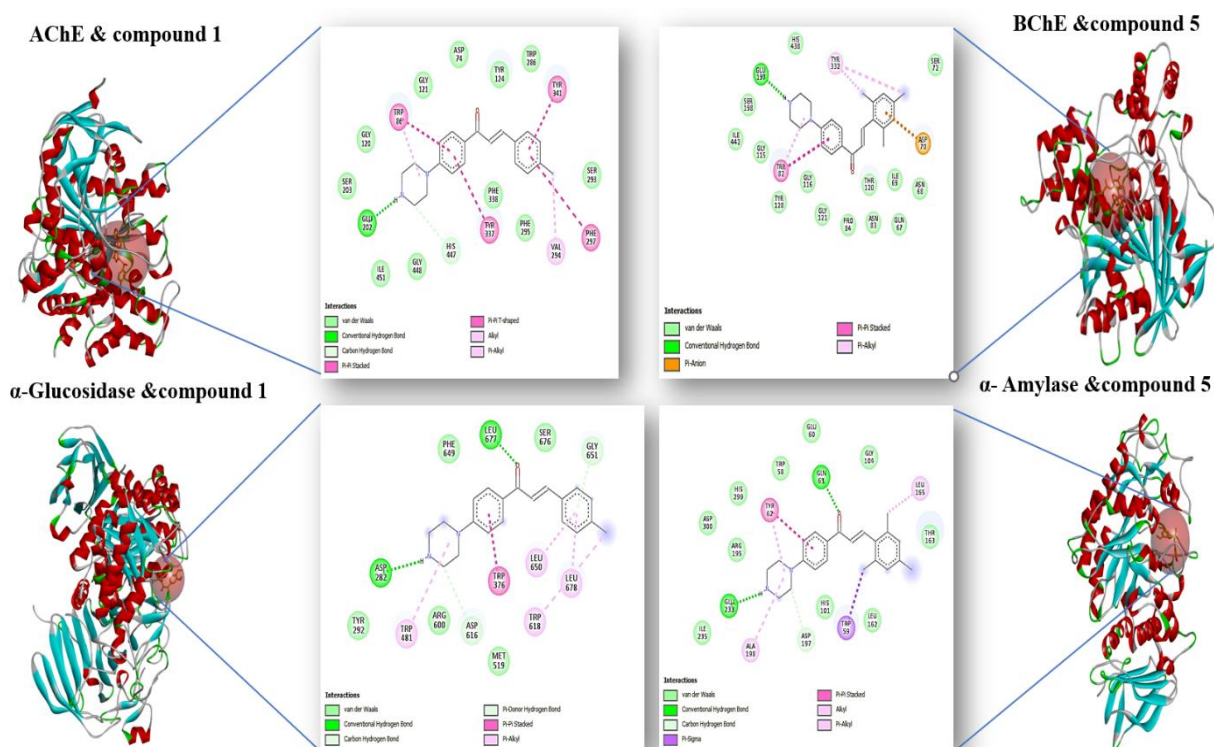 AChE & compound 1
ASP
74
TYR
124
TRP
286
GLY
121
TYR
341
TRP
86
GLY
120
SER
203
SER
293
PHE
338
GLU
202
TYR
337
PHE
295
PHE
297
HIS
447
VAL
294
GLY
448
ILE
451
Interactions
van der Waals
Conventional Hydrogen Bond
Carbon Hydrogen Bond
Pi-Pi Stacked
Pi-Pi T-shaped
Alkyl
Pi-Alkyl
BChE &compound 5
HIS
438
TYR
332
SER
72
GLU
SER
198
ASP
70
ILE
442
GLY
115
TRP
82
GLY
116
THR
120
ILE
69
ASN
68
TYR
128
GLY
121
PRO
84
ASN
83
GLN
67
Interactions
van der Waals
Conventional Hydrogen Bond
Pi-Anion
Pi-Pi Stacked
Pi-Alkyl
α-Glucosidase &compound 1
LEU
677
SER
676
PHE
649
GLY
651
LEU
650
ASP
282
TRP
376
LEU
678
TYR
292
TRP
481
ARG
600
ASP
616
TRP
618
MET
519
Interactions
van der Waals
Conventional Hydrogen Bond
Carbon Hydrogen Bond
Pi-Donor Hydrogen Bond
Pi-Pi Stacked
Pi-Alkyl
α- Amylase &compound 5
GLU
60
TRP
58
GLN
63
GLY
104
HIS
299
LEU
165
TYR
62
ASP
300
ARG
195
THR
163
GLU
233
HIS
101
TRP
59
LEU
162
ILE
235
ALA
198
ASP
197
Interactions
van der Waals
Conventional Hydrogen Bond
Carbon Hydrogen Bond
Pi-Sigma
Pi-Pi Stacked
Alkyl
Pi-Alkyl